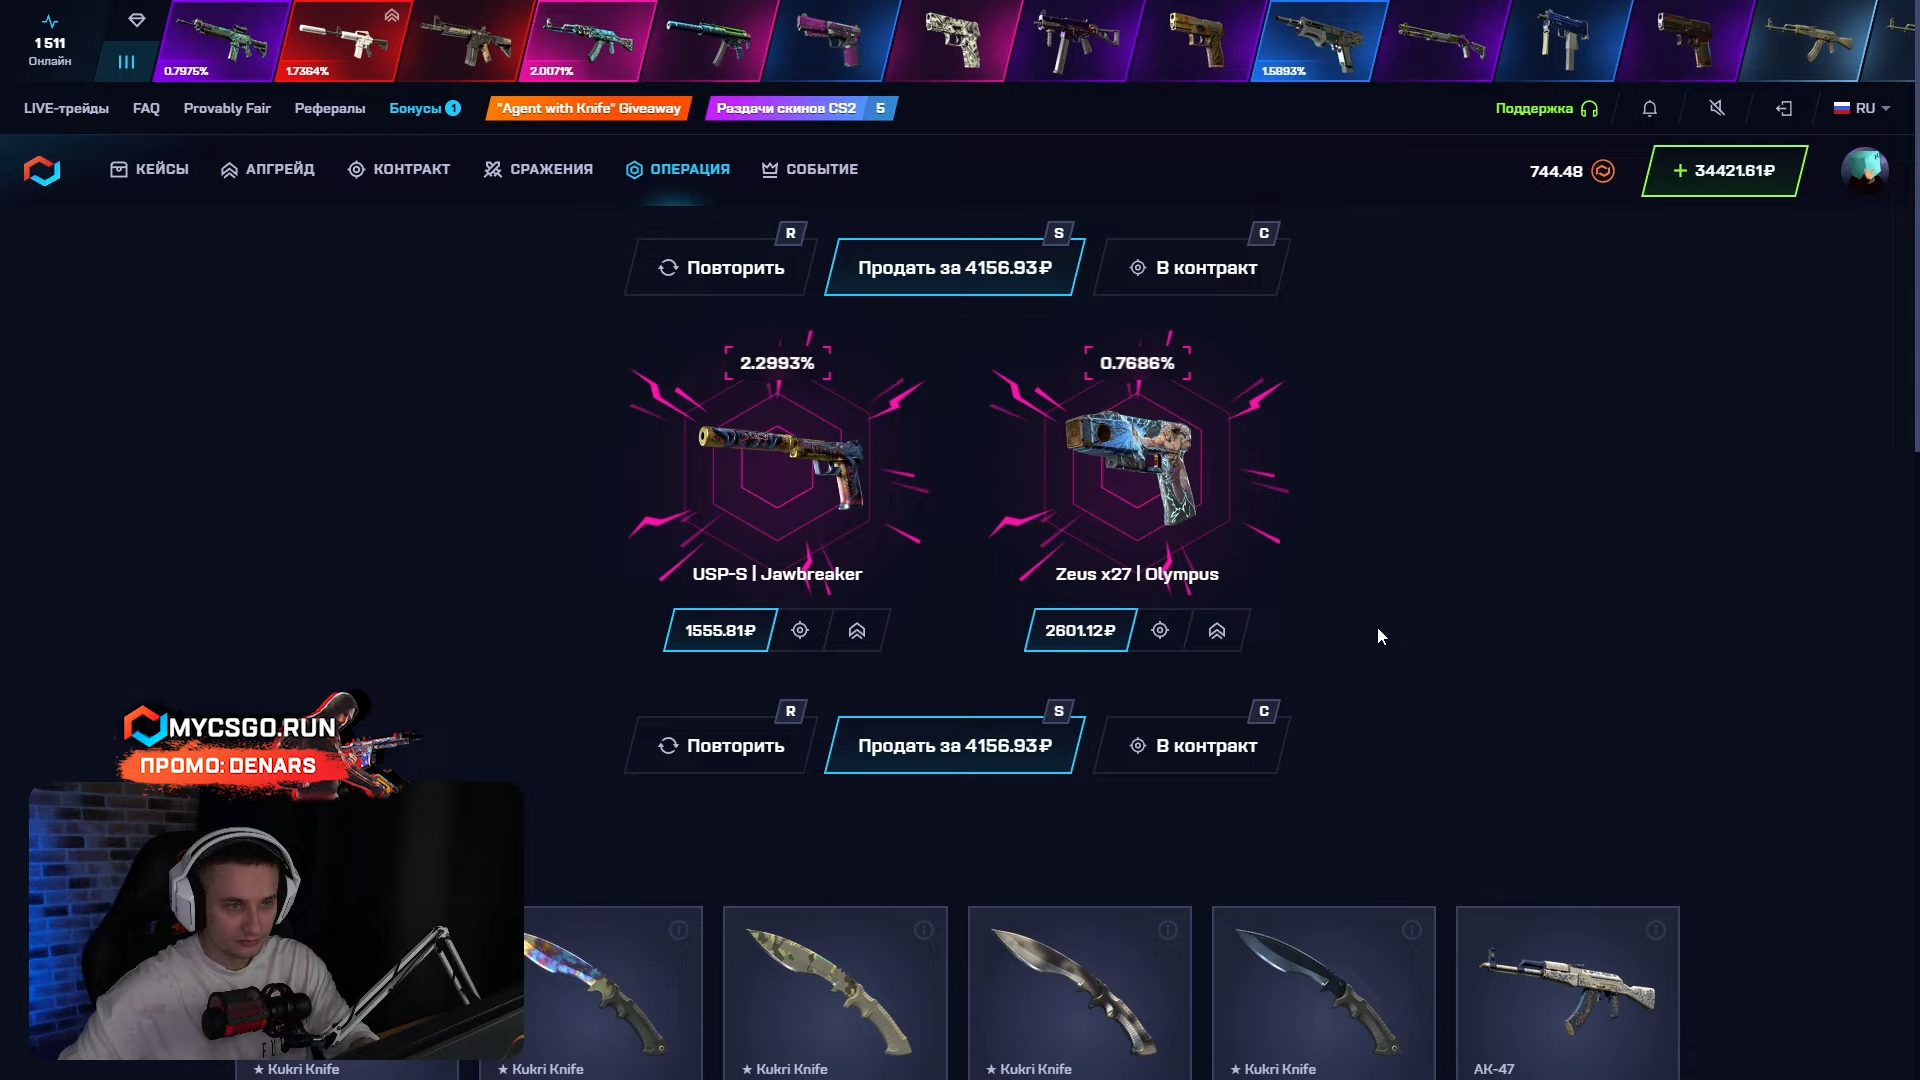 1 511
Онлайн
0.7975%
1.7364%
2.0071%
1.5893%
LIVE-трейды
FAQ
Provably Fair
Рефералы
Бонусы 1
"Agent with Knife" Giveaway
Раздачи скинов CS2 5
Поддержка
RU
КЕЙСЫ
АПГРЕЙД
КОНТРАКТ
СРАЖЕНИЯ
ОПЕРАЦИЯ
СОБЫТИЕ
744.48
+ 34421.61₽
R
S
C
Повторить
Продать за 4156.93₽
В контракт
2.2993%
0.7686%
USP-S | Jawbreaker
Zeus x27 | Olympus
1555.81₽
2601.12₽
R
S
C
Повторить
Продать за 4156.93₽
В контракт
MYCSGO.RUN
ПРОМО: DENARS
★ Kukri Knife
★ Kukri Knife
★ Kukri Knife
★ Kukri Knife
★ Kukri Knife
AK-47